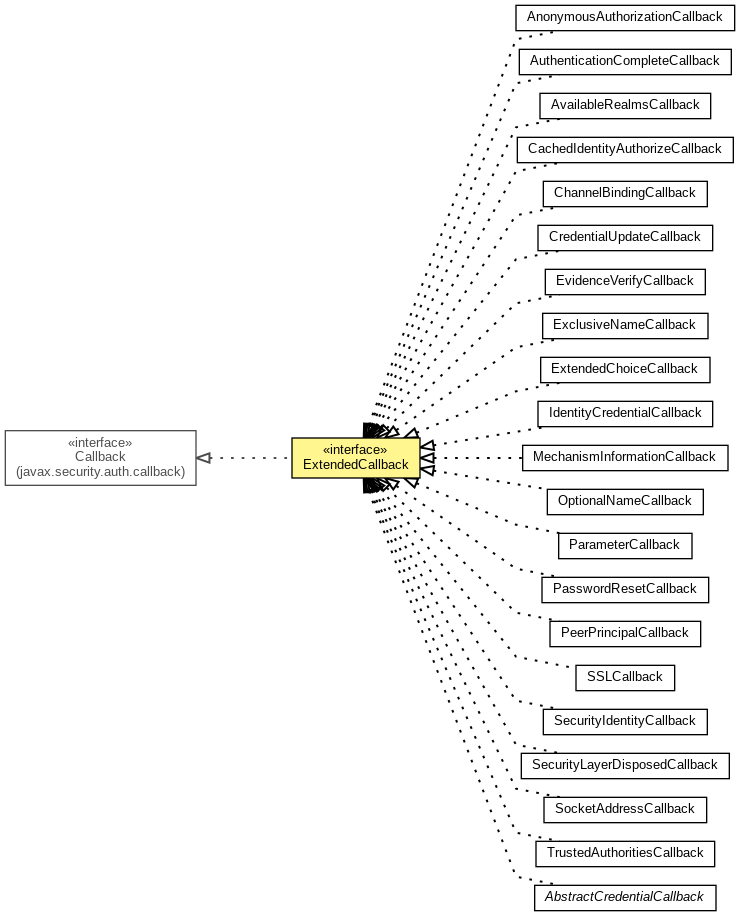 AnonymousAuthorizationCallback
AuthenticationCompleteCallback
AvailableRealmsCallback
CachedIdentityAuthorizeCallback
ChannelBindingCallback
CredentialUpdateCallback
EvidenceVerifyCallback
ExclusiveNameCallback
ExtendedChoiceCallback
IdentityCredentialCallback
«interface»
Callback
(javax.security.auth.callback)
«interface»
ExtendedCallback
MechanismInformationCallback
OptionalNameCallback
ParameterCallback
PasswordResetCallback
PeerPrincipalCallback
SSLCallback
SecurityIdentityCallback
SecurityLayerDisposedCallback
SocketAddressCallback
TrustedAuthoritiesCallback
AbstractCredentialCallback